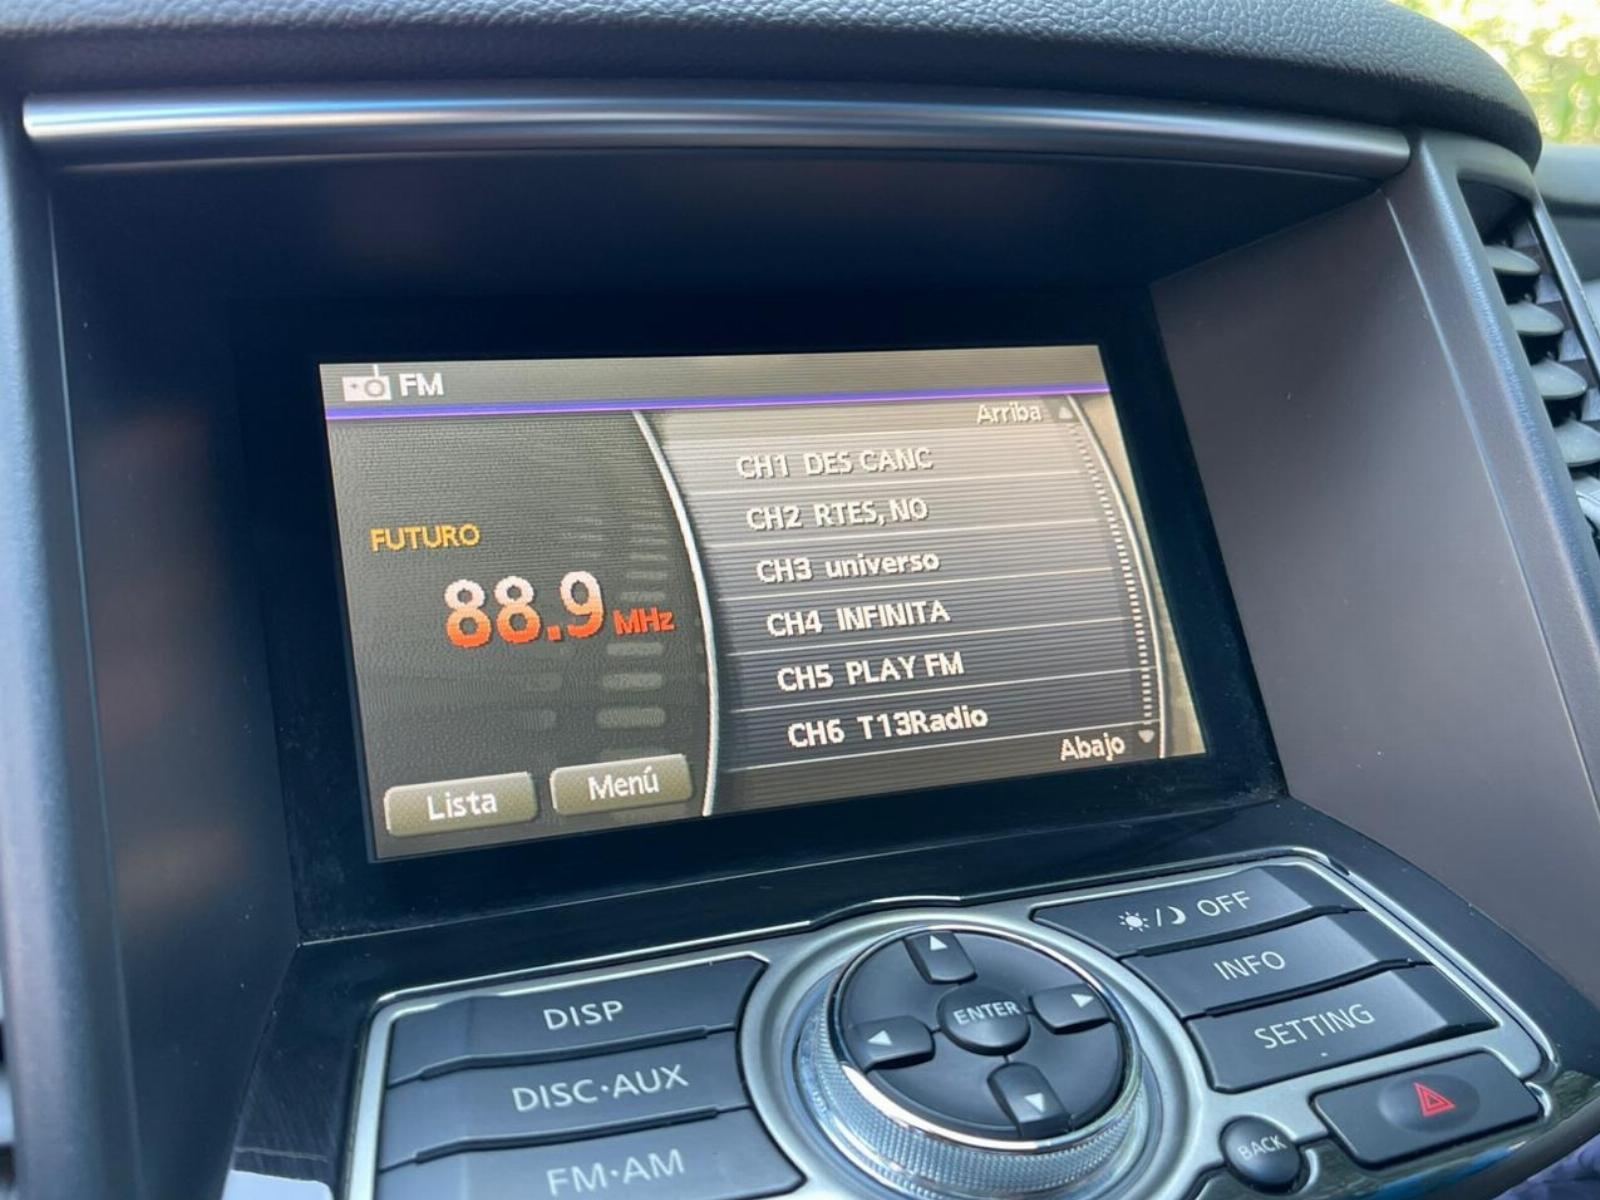 FM
Arriba
CH1 DES CANC
CH2 RTES, NO
CH3 universo
CH4 INFINITA
CH5 PLAY FM
CH6 T13Radio
Abajo
FUTURO
88.9 MHz
Lista
Menú
DISP
DISC·AUX
FM·AM
ENTER
OFF
INFO
SETTING
BACK